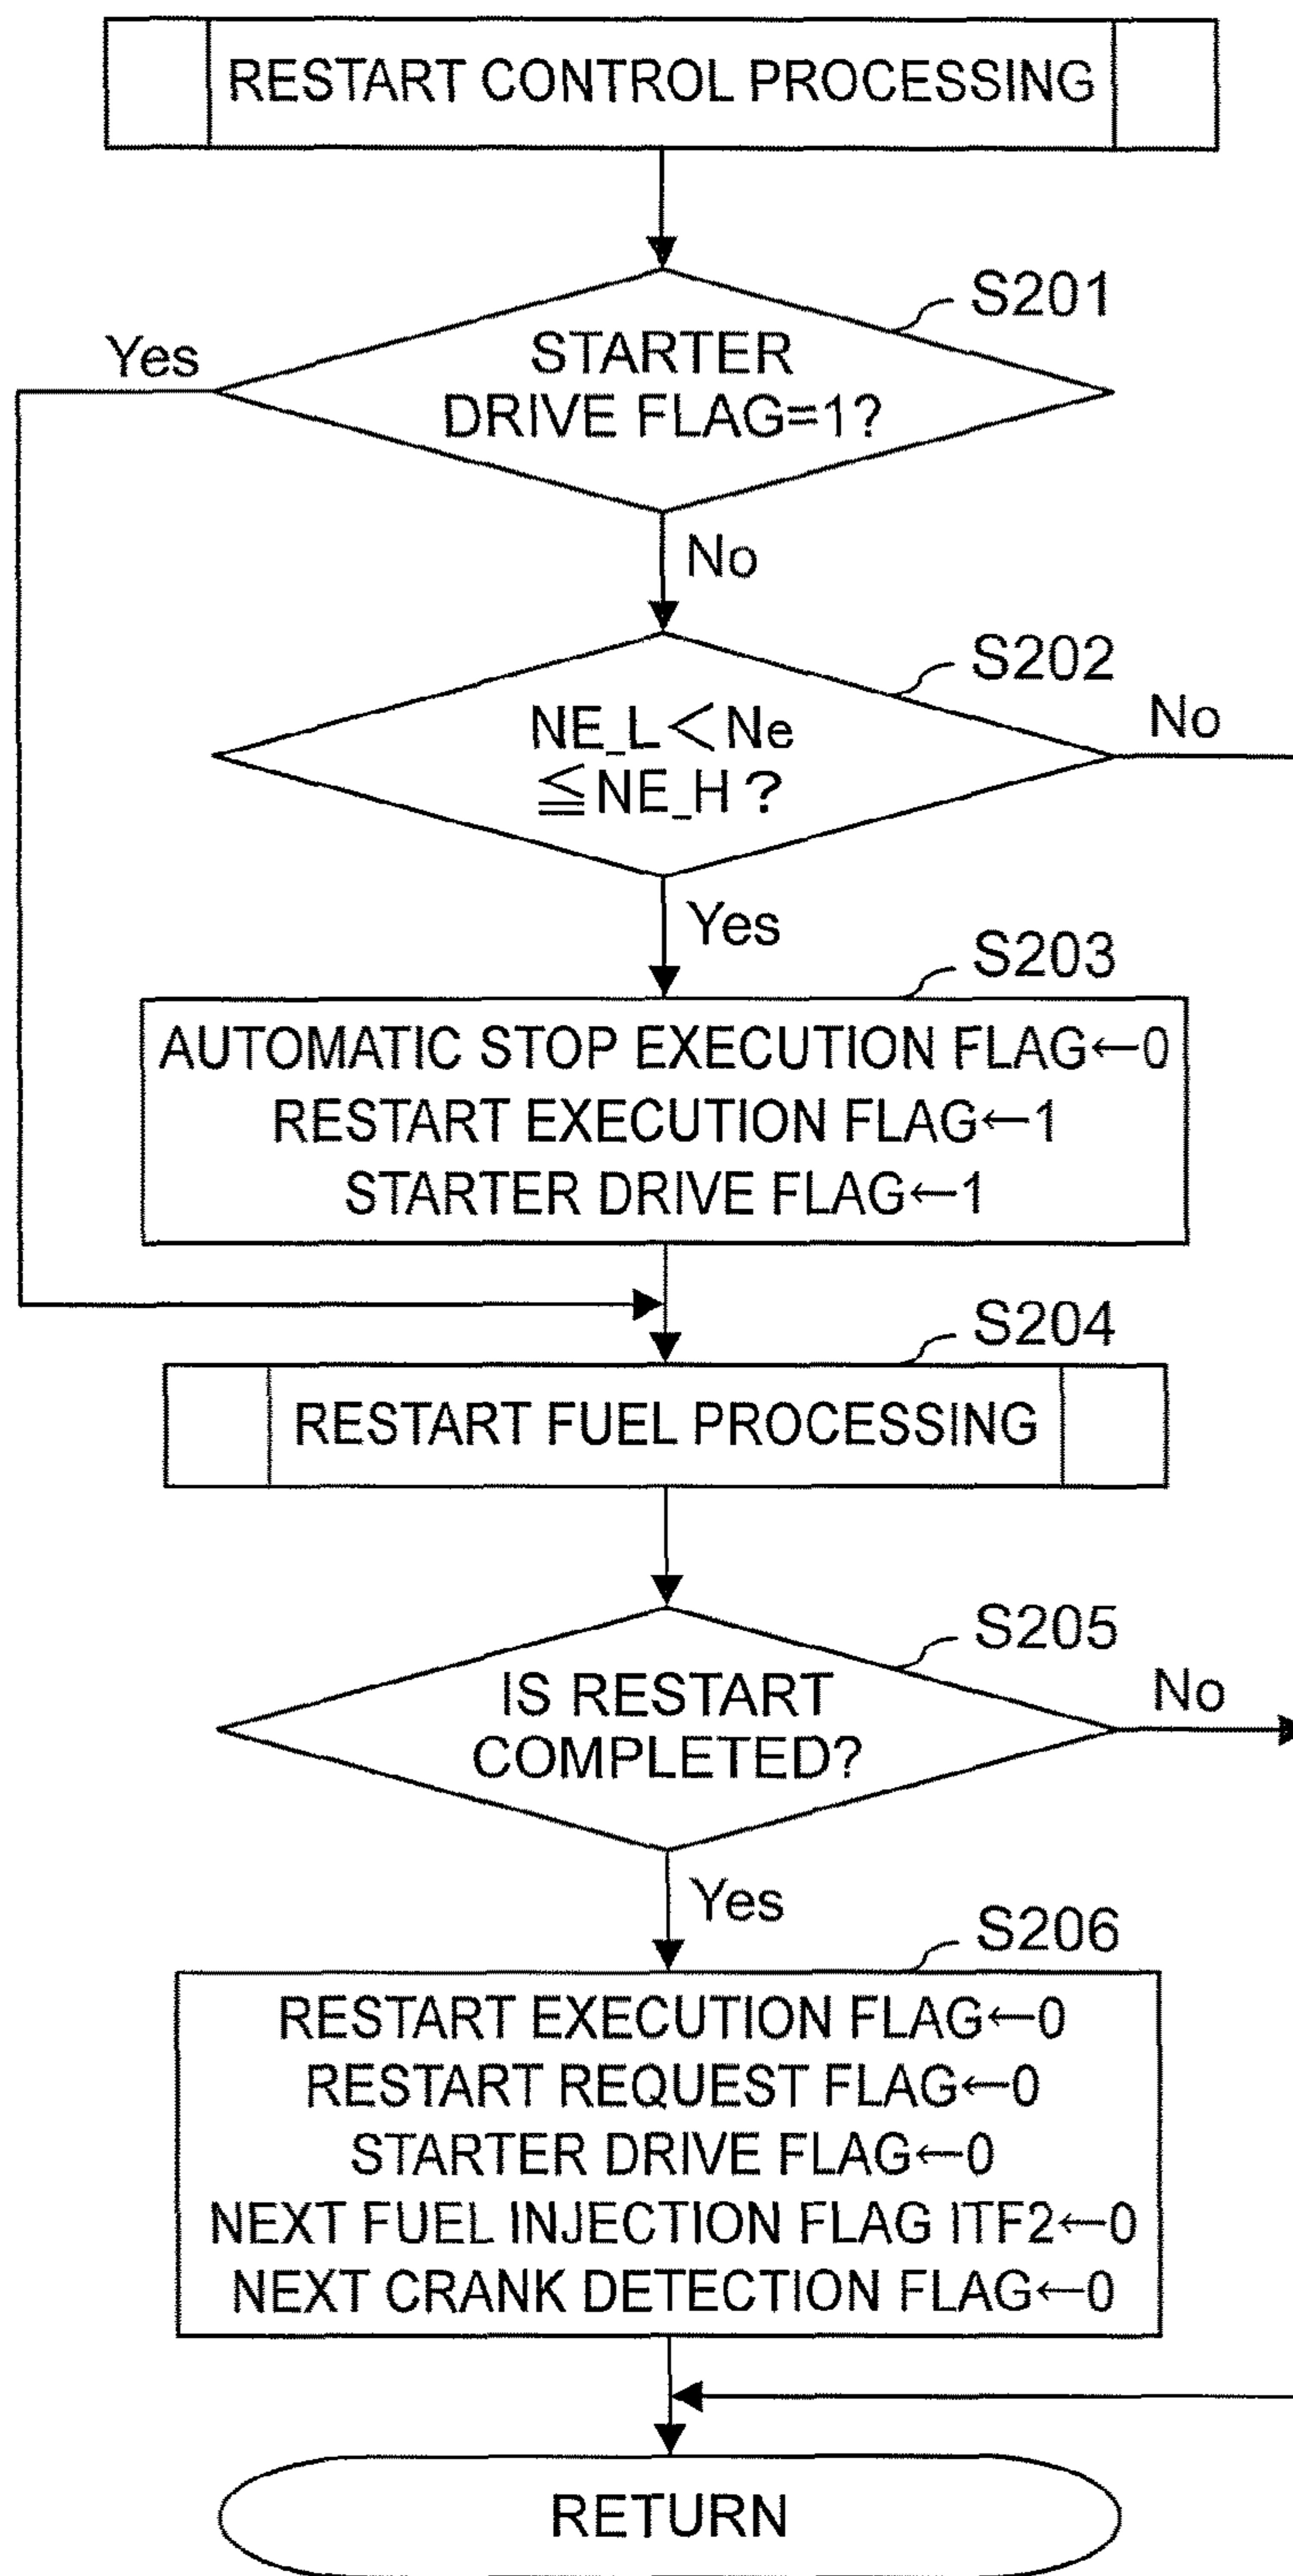 RESTART CONTROL PROCESSING
S201
Yes
STARTER
DRIVE FLAG=1?
No
S202
No
NE_L<Ne
≦NE_H?
Yes
S203
AUTOMATIC STOP EXECUTION FLAG←0
RESTART EXECUTION FLAG←1
STARTER DRIVE FLAG←1
S204
RESTART FUEL PROCESSING
S205
No
IS RESTART
COMPLETED?
Yes
S206
RESTART EXECUTION FLAG←0
RESTART REQUEST FLAG←0
STARTER DRIVE FLAG←0
NEXT FUEL INJECTION FLAG ITF2←0
NEXT CRANK DETECTION FLAG←0
RETURN